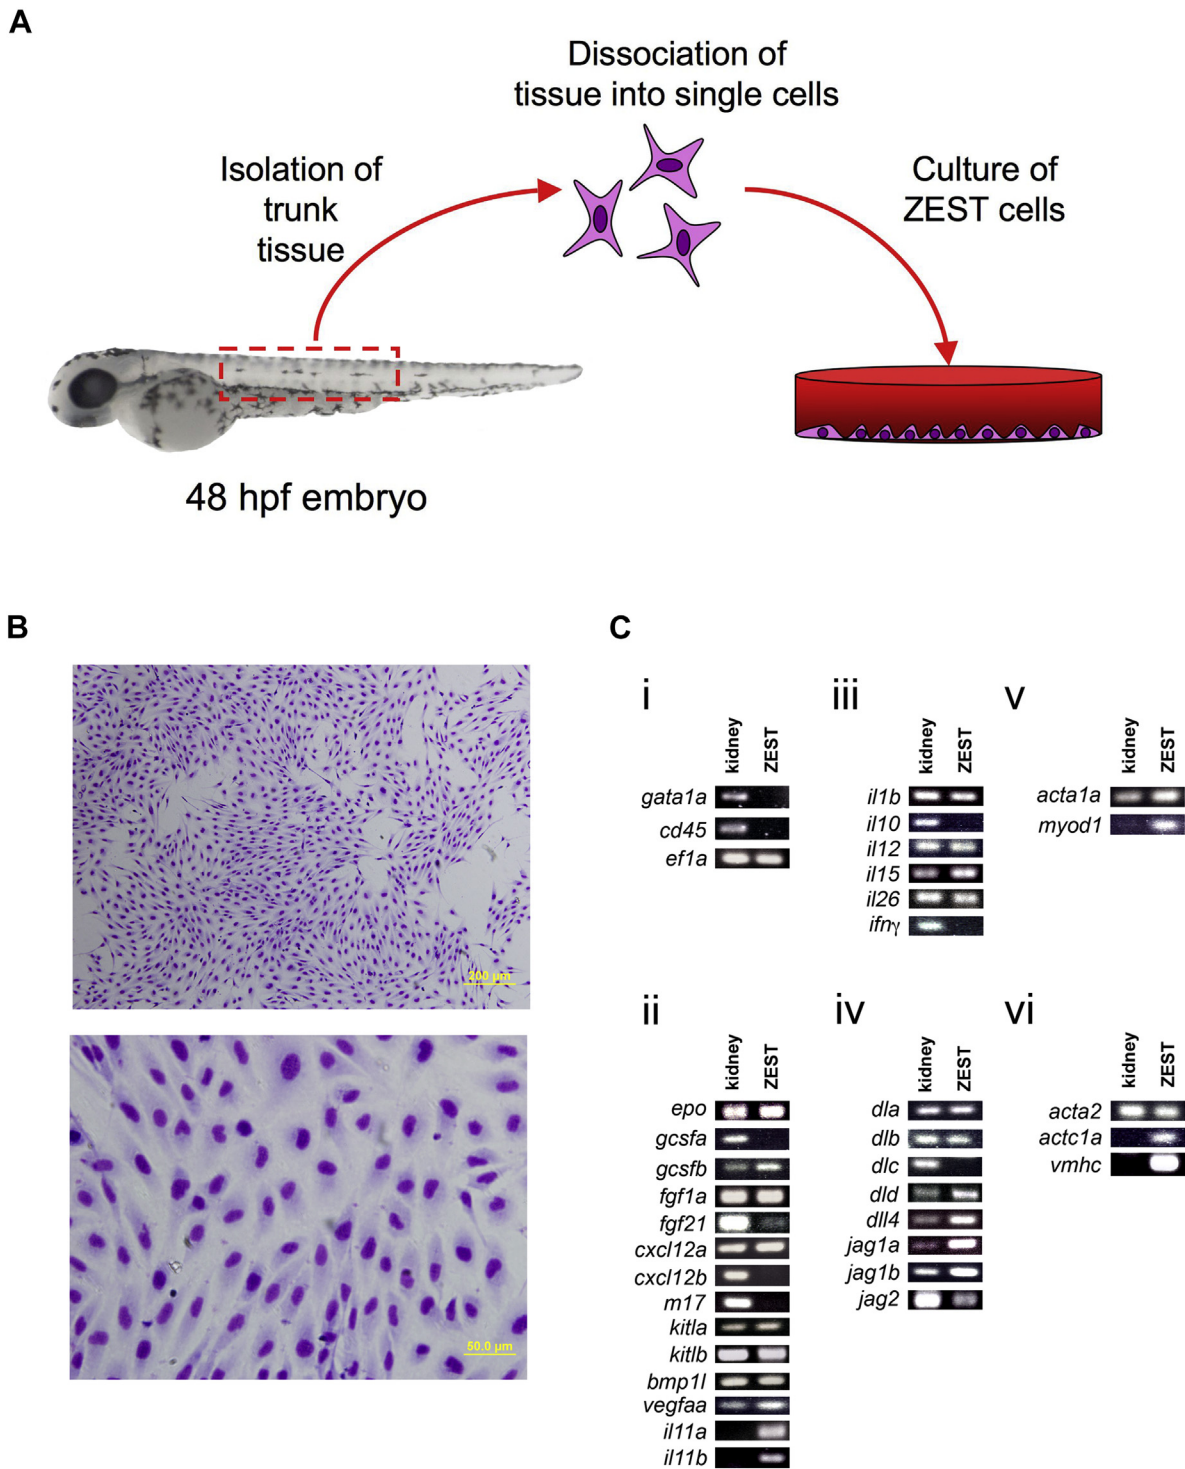 A
Dissociation of
tissue into single cells
Isolation of
trunk
tissue
Culture of
ZEST cells
48 hpf embryo
B
200 µm
50.0 µm
C
i
kidney
ZEST
gata1a
cd45
ef1a
iii
kidney
ZEST
il1b
il10
il12
il15
il26
ifnγ
v
kidney
ZEST
acta1a
myod1
ii
kidney
ZEST
epo
gcsfa
gcsfb
fgf1a
fgf21
cxcl12a
cxcl12b
m17
kitla
kitlb
bmp1l
vegfaa
il11a
il11b
iv
kidney
ZEST
dla
dlb
dlc
dld
dll4
jag1a
jag1b
jag2
vi
kidney
ZEST
acta2
actc1a
vmhc